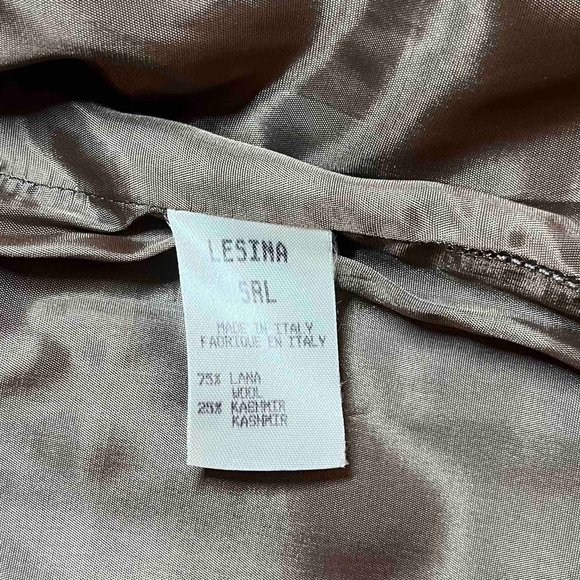 LESINA
SRL
MADE IN ITALY
FABRIQUE EN ITALY
75% LANA
WOOL
25% KASHMIR
KASHMIR